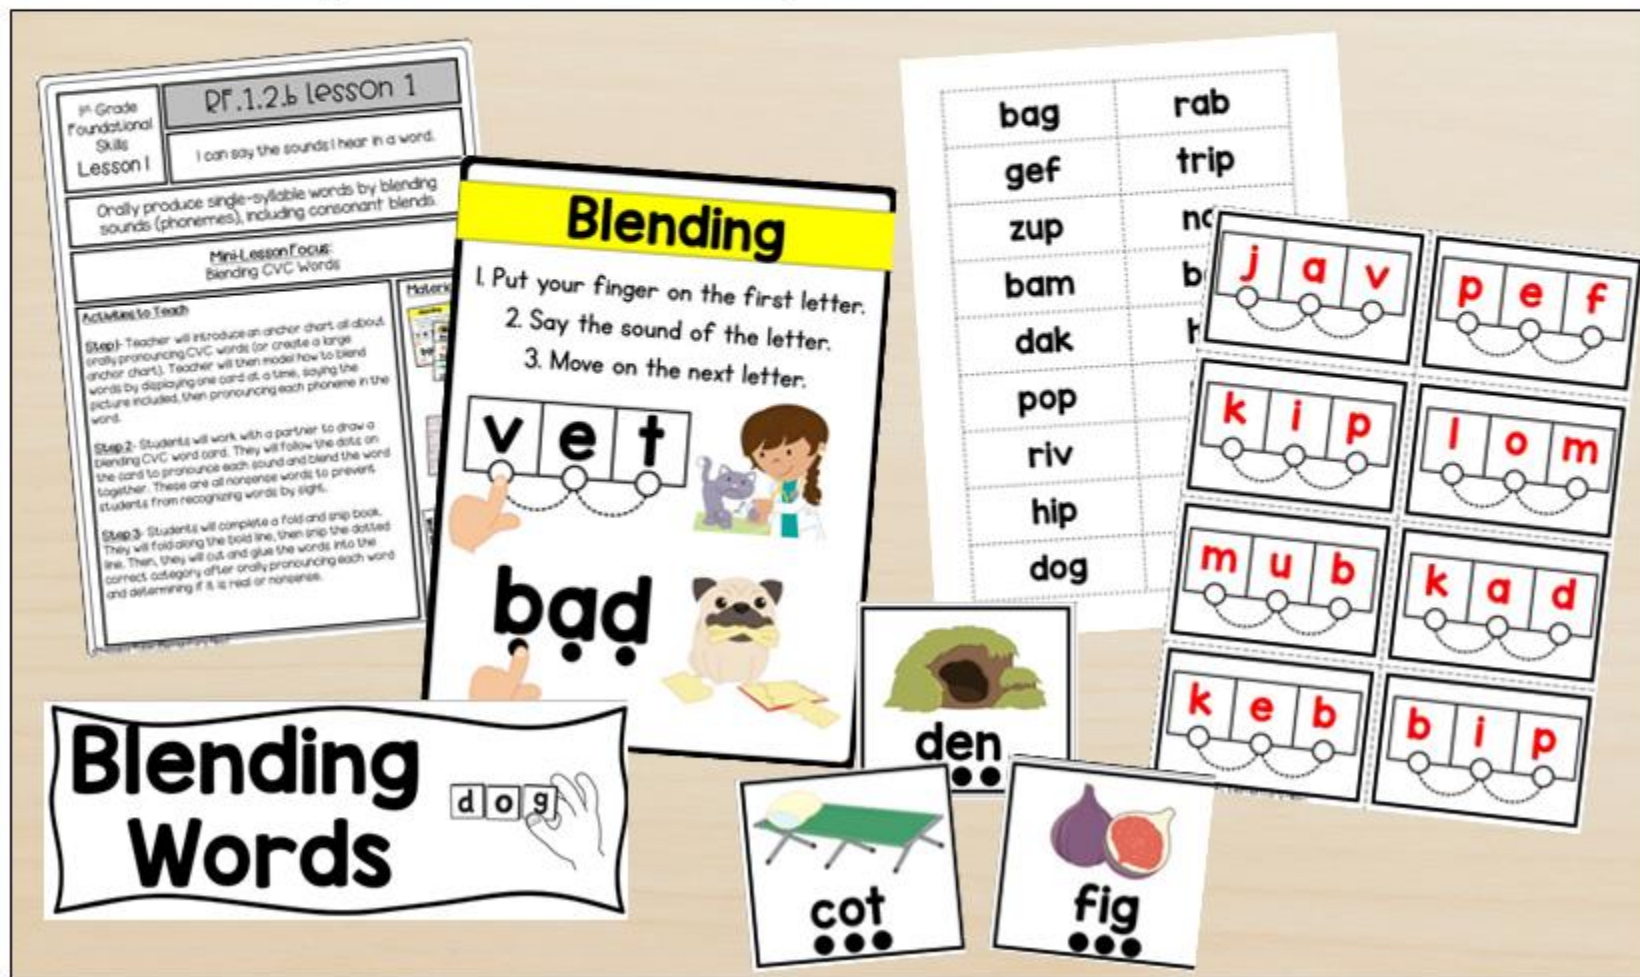 1st Grade
Foundational
Skills
Lesson 1
RF.1.2.b Lesson 1
I can say the sounds I hear in a word.
Orally produce single-syllable words by blending
sounds (phonemes), including consonant blends.
Mini-Lesson Focus:
Blending CVC Words
Activities to Teach
Step 1- Teacher will introduce an anchor chart all about
orally pronouncing CVC words (or create a large
anchor chart). Teacher will then model how to blend
words by displaying one card at a time, saying the
picture included, then pronouncing each phoneme in the
word.
Step 2- Students will work with a partner to draw a
blending CVC word card. They will follow the dots on
the card to pronounce each sound and blend the word
together. These are all nonsense words to prevent
students from recognizing words by sight.
Step 3- Students will complete a fold and snip book.
They will fold along the bold line, then snip the dotted
line. Then, they will cut and glue the words into the
correct category after orally pronouncing each word
and determining if it is real or nonsense.
Blending
1. Put your finger on the first letter.
2. Say the sound of the letter.
3. Move on the next letter.
v e t
bad
bag rab
gef trip
zup
bam
dak
pop
riv
hip
dog
j a v
p e f
k i p
l o m
m u b
k a d
k e b
b i p
den
cot
fig
Blending
Words
d o g